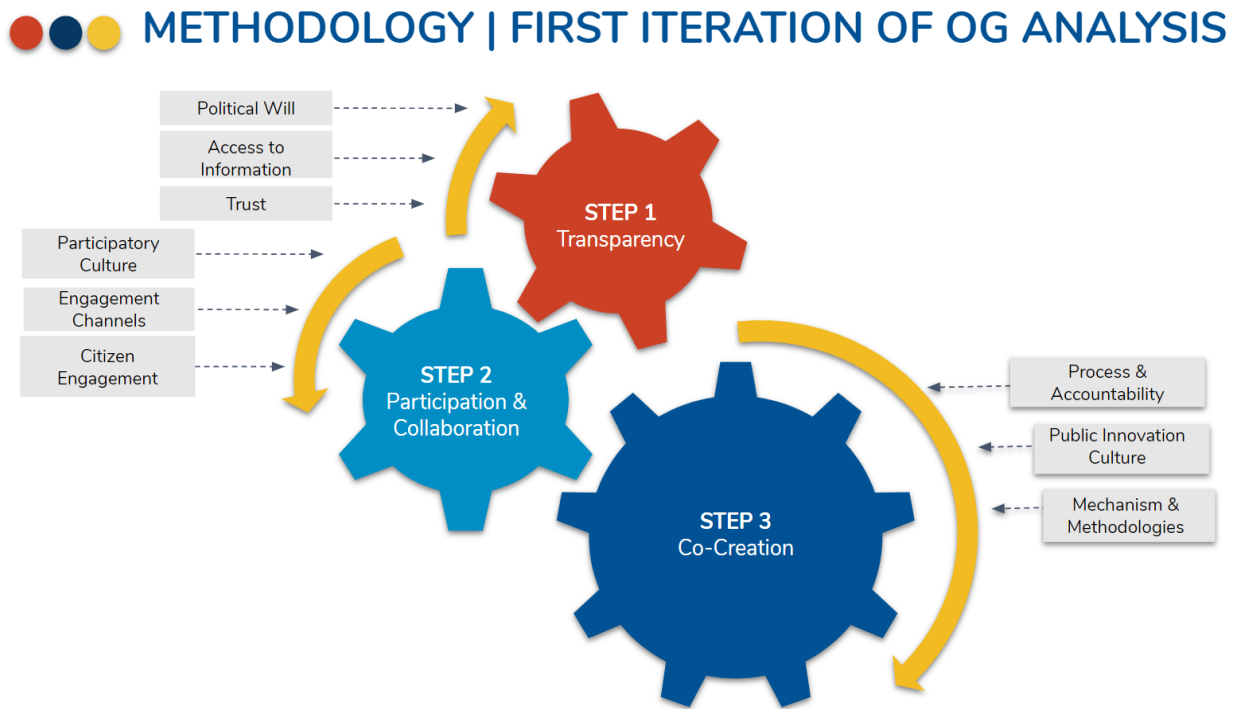 METHODOLOGY | FIRST ITERATION OF OG ANALYSIS
Political Will
Access to
Information
Trust
Participatory
Culture
Engagement
Channels
Citizen
Engagement
STEP 1
Transparency
STEP 2
Participation &
Collaboration
STEP 3
Co-Creation
Process &
Accountability
Public Innovation
Culture
Mechanism &
Methodologies